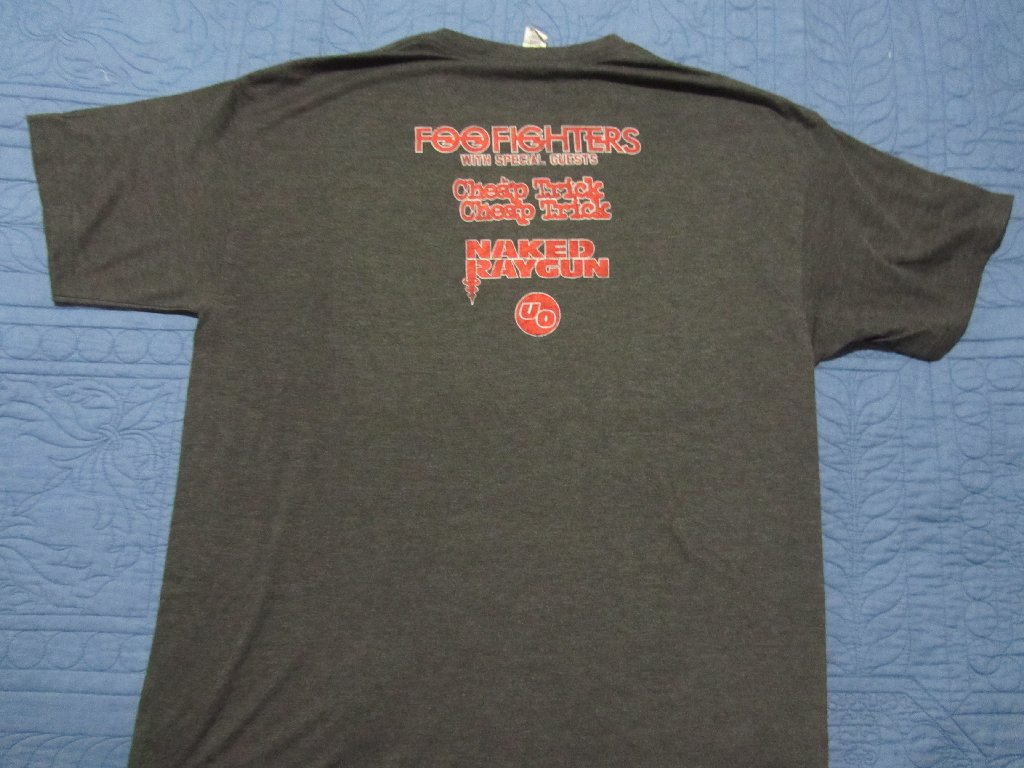 FOO FIGHTERS
WITH SPECIAL GUESTS
Cheap Trick
Cheap Trick
NAKED
RAYGUN
UO